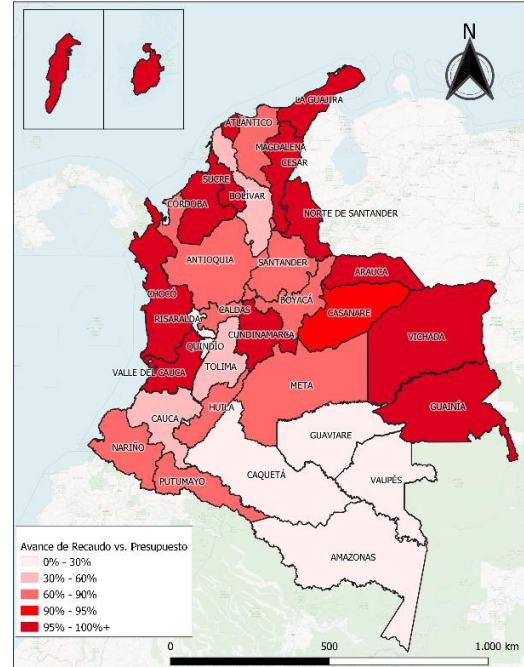 N
LA GUAJIRA
ATLÁNTICO
MAGDALENA
CESAR
SUCRE
BOLÍVAR
CÓRDOBA
NORTE DE SANTANDER
ANTIOQUIA
SANTANDER
ARAUCA
CHOCÓ
CALDAS
BOYACÁ
CASANARE
RISARALDA
CUNDINAMARCA
VICHADA
QUINDIO
VALLE DEL CAUCA
TOLIMA
META
GUAINÍA
CAUCA
HUILA
GUAVIARE
NARIÑO
CAQUETÁ
VAUPÉS
PUTUMAYO
AMAZONAS
Avance de Recaudo vs. Presupuesto
0% - 30%
30% - 60%
60% - 90%
90% - 95%
95% - 100%+
0 500 1.000 km